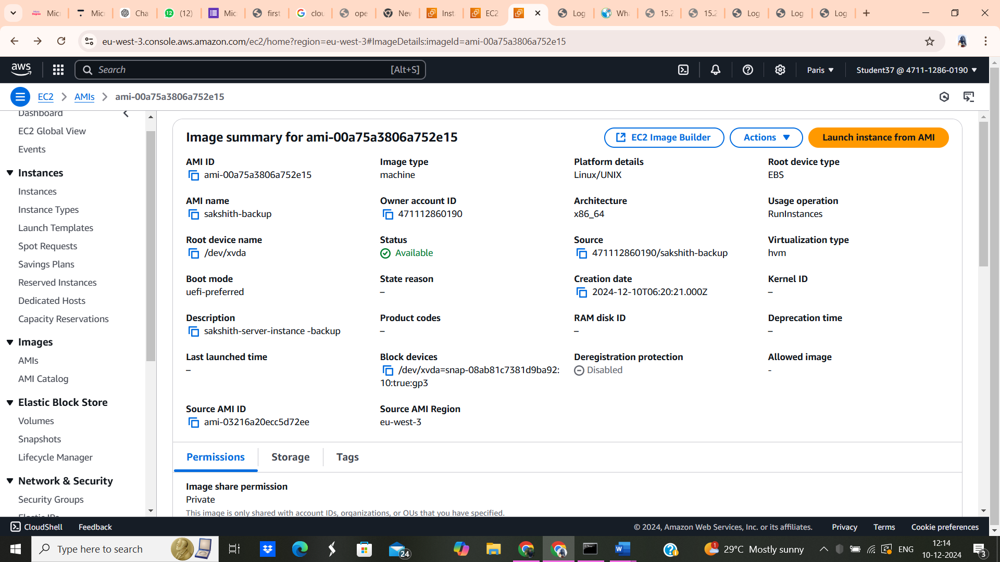 Micr
Micr
Cha
(12)
Mic
first
clou
ope
New
Inst
EC2
Log
Wha
15.2
15.2
Log
Log
Log
eu-west-3.console.aws.amazon.com/ec2/home?region=eu-west-3#ImageDetails:imageId=ami-00a75a3806a752e15
aws
Search
[Alt+S]
Paris
Student37 @ 4711-1286-0190
EC2
AMIs
ami-00a75a3806a752e15
Dashboard
EC2 Global View
Events
Instances
Instances
Instance Types
Launch Templates
Spot Requests
Savings Plans
Reserved Instances
Dedicated Hosts
Capacity Reservations
Images
AMIs
AMI Catalog
Elastic Block Store
Volumes
Snapshots
Lifecycle Manager
Network & Security
Security Groups
Elastic IPs
Image summary for ami-00a75a3806a752e15
EC2 Image Builder
Actions
Launch instance from AMI
AMI ID
ami-00a75a3806a752e15
Image type
machine
Platform details
Linux/UNIX
Root device type
EBS
AMI name
sakshith-backup
Owner account ID
471112860190
Architecture
x86_64
Usage operation
RunInstances
Root device name
/dev/xvda
Status
Available
Source
471112860190/sakshith-backup
Virtualization type
hvm
Boot mode
uefi-preferred
State reason
–
Creation date
2024-12-10T06:20:21.000Z
Kernel ID
–
Description
sakshith-server-instance -backup
Product codes
–
RAM disk ID
–
Deprecation time
–
Last launched time
–
Block devices
/dev/xvda=snap-08ab81c7381d9ba92:
10:true:gp3
Deregistration protection
Disabled
Allowed image
-
Source AMI ID
ami-03216a20ecc5d72ee
Source AMI Region
eu-west-3
Permissions
Storage
Tags
Image share permission
Private
This image is only shared with account IDs, organizations, or OUs that you have specified.
CloudShell
Feedback
© 2024, Amazon Web Services, Inc. or its affiliates.
Privacy
Terms
Cookie preferences
Type here to search
24
1
29°C Mostly sunny
ENG
12:14
10-12-2024
3